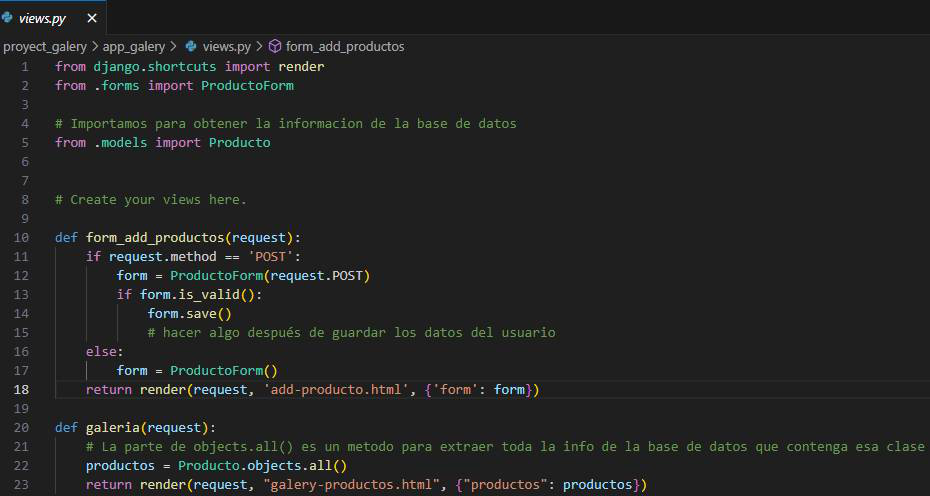 views.py
proyect_galery > app_galery > views.py > form_add_productos
1 from django.shortcuts import render
2 from .forms import ProductoForm
3
4 # Importamos para obtener la informacion de la base de datos
5 from .models import Producto
6
7
8 # Create your views here.
9
10 def form_add_productos(request):
11     if request.method == 'POST':
12         form = ProductoForm(request.POST)
13         if form.is_valid():
14             form.save()
15             # hacer algo después de guardar los datos del usuario
16     else:
17         form = ProductoForm()
18     return render(request, 'add-producto.html', {'form': form})
19
20 def galeria(request):
21     # La parte de objects.all() es un metodo para extraer toda la info de la base de datos que contenga esa clase
22     productos = Producto.objects.all()
23     return render(request, "galery-productos.html", {"productos": productos})